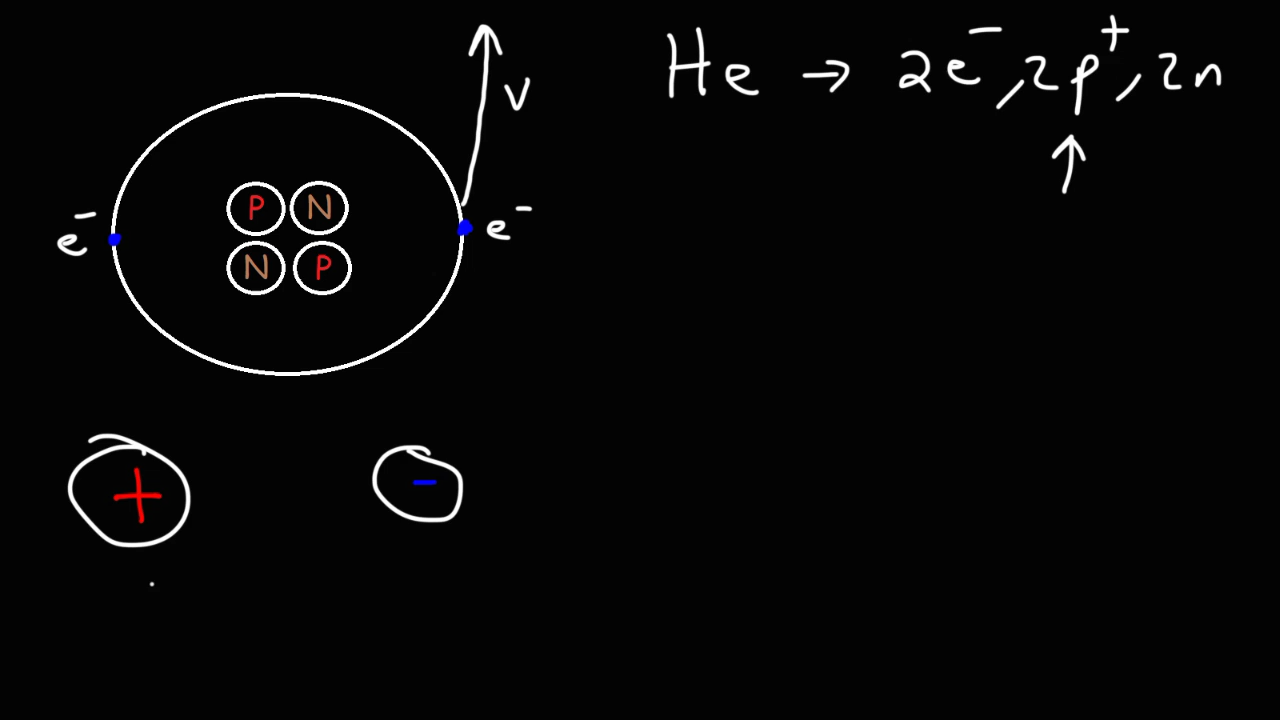 He → 2e⁻, 2p⁺, 2n
v
P N
e⁻ e⁻
N P
+ -